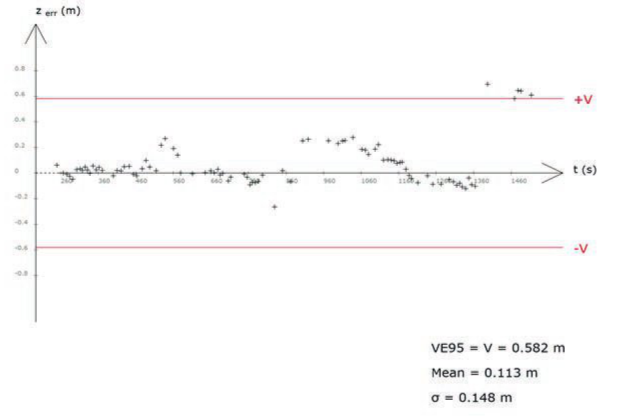 z err (m)
0.8
0.6
+V
0.4
0.2
0
t (s)
260 360 460 560 660 760 860 960 1060 1160 1260 1360 1460
-0.2
-0.4
-0.6
-V
-0.8
VE95 = V = 0.582 m
Mean = 0.113 m
σ = 0.148 m